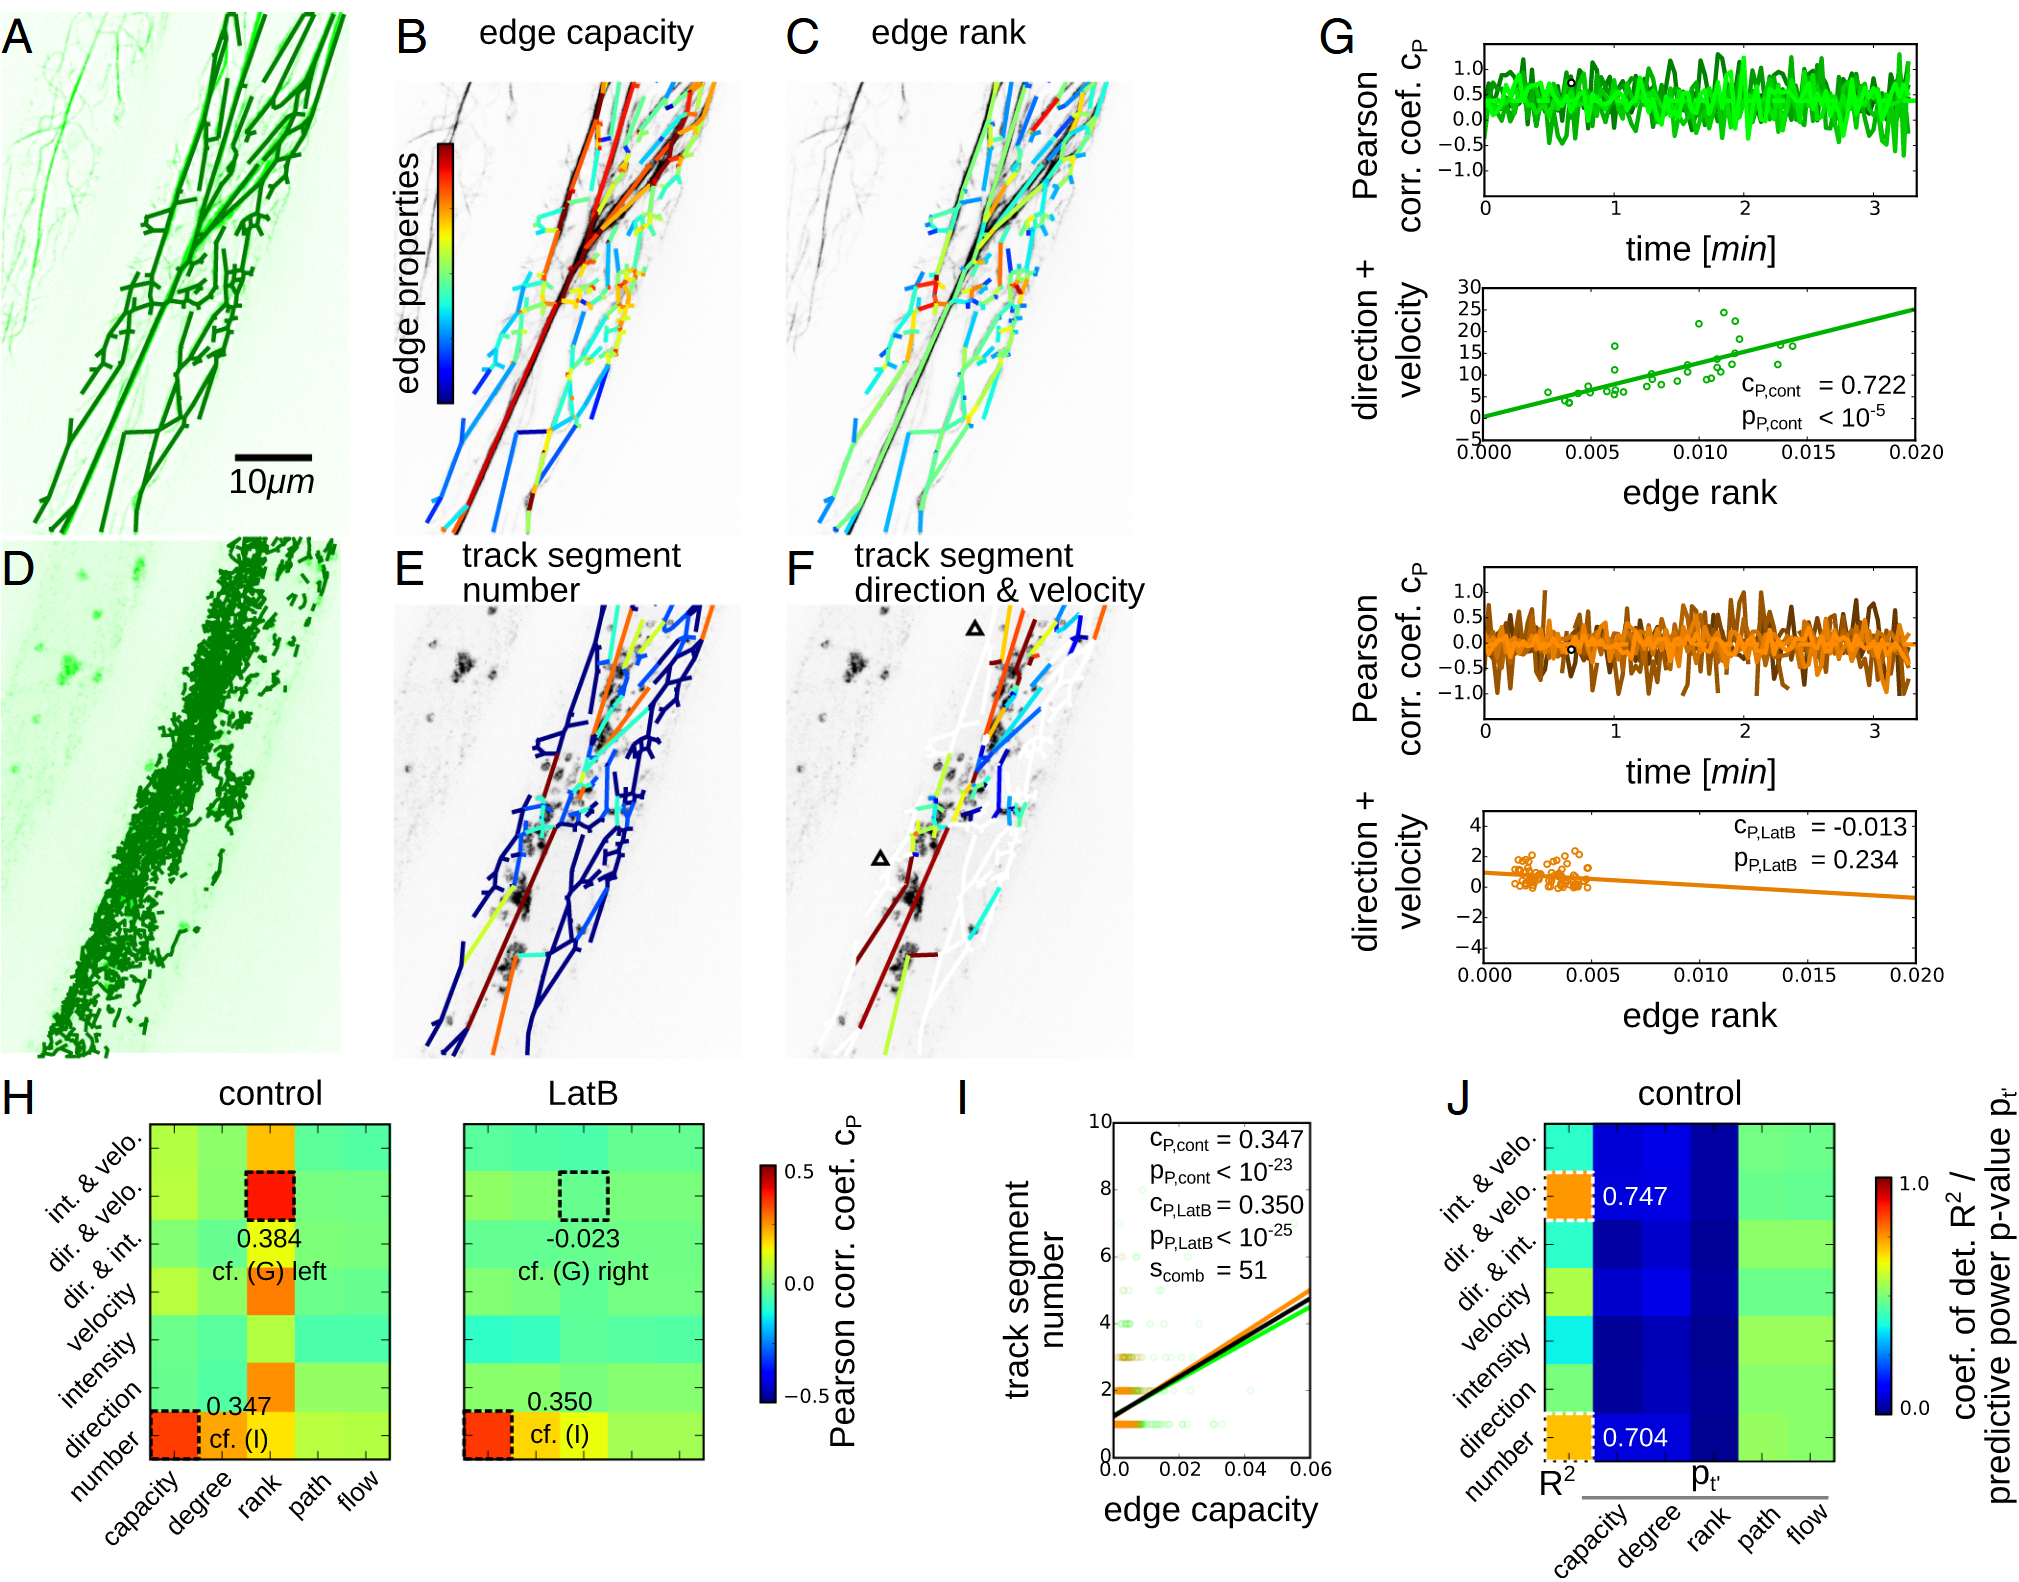 A
B
edge capacity
C
edge rank
edge properties
10μm
D
E
track segment
number
F
track segment
direction & velocity
G
Pearson
corr. coef. cP
1.0
0.5
0.0
−0.5
−1.0
0
1
2
3
time [min]
direction +
velocity
30
25
20
15
10
5
0
−5
cP,cont = 0.722
pP,cont < 10-5
0.000
0.005
0.010
0.015
0.020
edge rank
Pearson
corr. coef. cP
1.0
0.5
0.0
−0.5
−1.0
0
1
2
3
time [min]
direction +
velocity
4
2
0
−2
−4
cP,LatB = -0.013
pP,LatB = 0.234
0.000
0.005
0.010
0.015
0.020
edge rank
H
control
LatB
int. & velo.
dir. & velo.
dir. & int.
velocity
intensity
direction
number
0.384
cf. (G) left
0.347
cf. (I)
-0.023
cf. (G) right
0.350
cf. (I)
capacity
degree
rank
path
flow
0.5
0.0
−0.5
Pearson corr. coef. cP
I
track segment
number
10
8
6
4
2
0
cP,cont = 0.347
pP,cont < 10-23
cP,LatB = 0.350
pP,LatB < 10-25
scomb = 51
0.0
0.02
0.04
0.06
edge capacity
J
control
int. & velo.
dir. & velo.
dir. & int.
velocity
intensity
direction
number
0.747
0.704
R2
pt'
capacity
degree
rank
path
flow
1.0
0.0
coef. of det. R2 /
predictive power p-value pt'